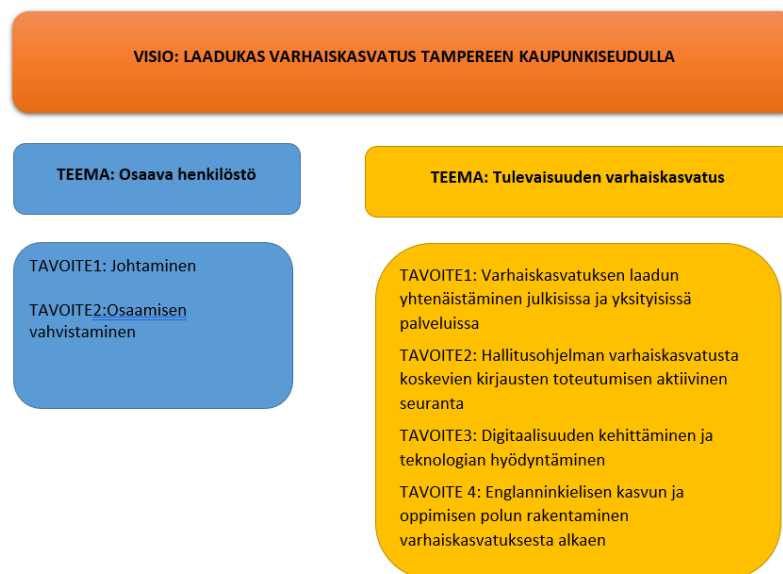 VISIO: LAADUKAS VARHAISKASVATUS TAMPEREEN KAUPUNKISEUDULLA
TEEMA: Osaava henkilöstö
TAVOITE1: Johtaminen
TAVOITE2:Osaamisen
vahvistaminen
TEEMA: Tulevaisuuden varhaiskasvatus
TAVOITE1: Varhaiskasvatuksen laadun
yhtenäistäminen julkisissa ja yksityisissä
palveluissa
TAVOITE2: Hallitusohjelman varhaiskasvatusta
koskevien kirjausten toteutumisen aktiivinen
seuranta
TAVOITE3: Digitaalisuuden kehittäminen ja
teknologian hyödyntäminen
TAVOITE 4: Englanninkielisen kasvun ja
oppimisen polun rakentaminen
varhaiskasvatuksesta alkaen